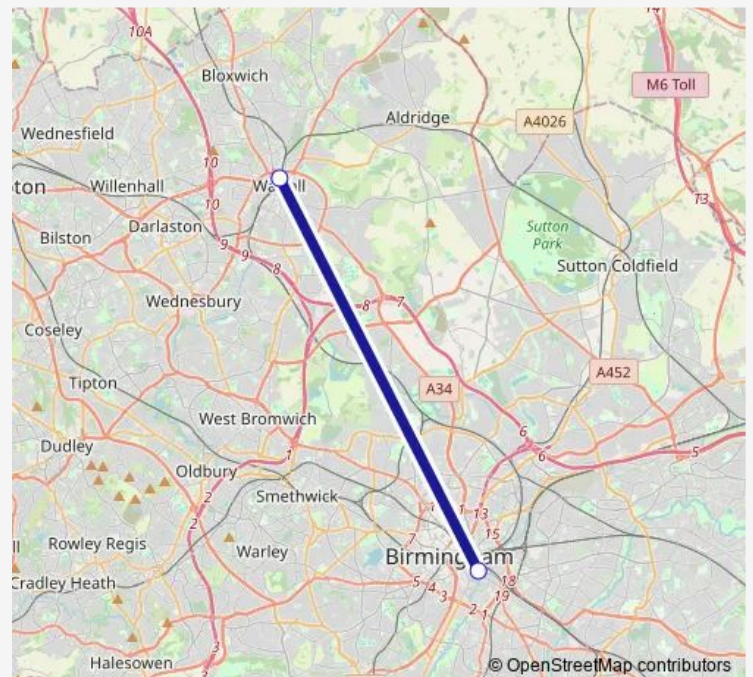 10A
14
Bloxwich
M6 Toll
Aldridge
A4026
Wednesfield
10
Willenhall
T3
10
Darlaston
Sutton
Park
Bilston
9
9
8
Sutton Coldfield
Wednesbury
8
7
Coseley
A452
Tipton
A34
West Bromwich
6
Dudley
1
6
5
Oldbury
2
Smethwick
2
1
1
13
15
7
Rowley Regis
Warley
Birmingham
Cradley Heath
5
4
3
18
19
2
1
3
Halesowen
3
© OpenStreetMap contributors